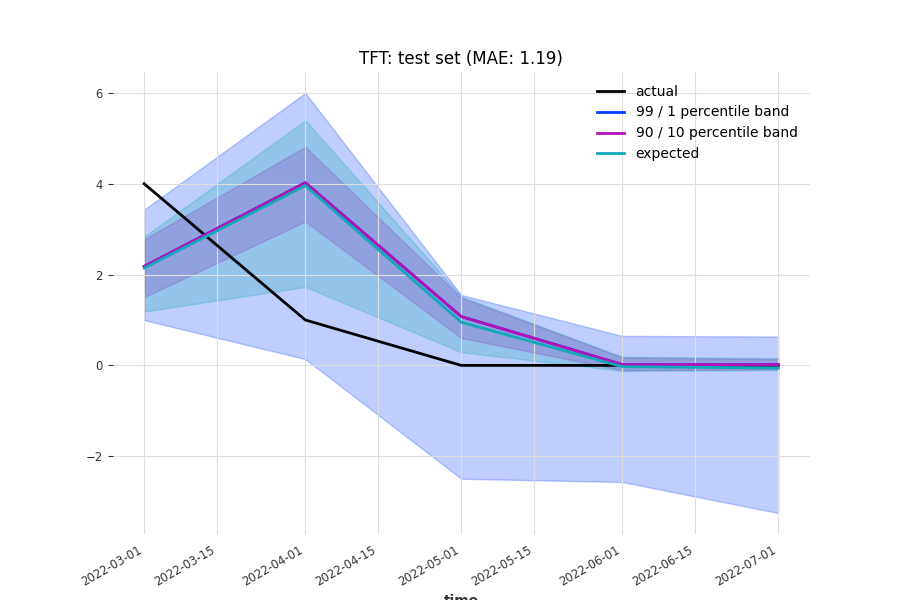 TFT: test set (MAE: 1.19)
actual
99 / 1 percentile band
90 / 10 percentile band
expected
6
4
2
0
−2
2022-03-01
2022-03-15
2022-04-01
2022-04-15
2022-05-01
2022-05-15
2022-06-01
2022-06-15
2022-07-01
time